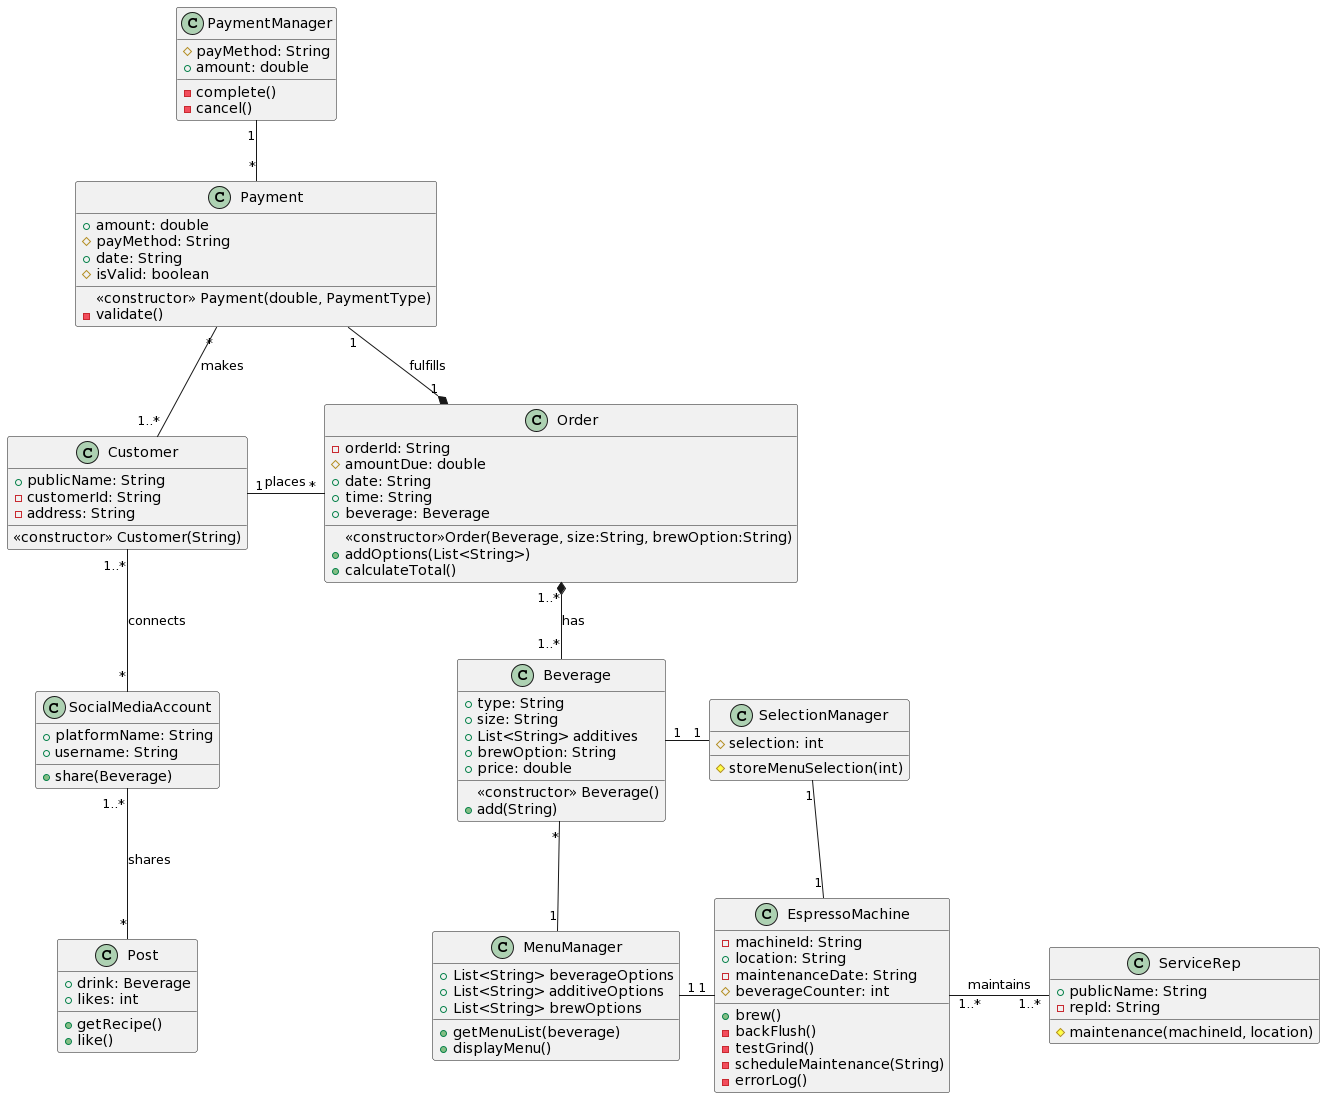 C PaymentManager
payMethod: String
amount: double
complete()
cancel()
1
*
C Payment
amount: double
payMethod: String
date: String
isValid: boolean
«constructor» Payment(double, PaymentType)
validate()
*
makes
1..*
1
fulfills
1
C Customer
publicName: String
customerId: String
address: String
«constructor» Customer(String)
1 places *
C Order
orderId: String
amountDue: double
date: String
time: String
beverage: Beverage
«constructor»Order(Beverage, size:String, brewOption:String)
addOptions(List<String>)
calculateTotal()
1..*
connects
*
1..*
has
1..*
C SocialMediaAccount
platformName: String
username: String
share(Beverage)
C Beverage
type: String
size: String
List<String> additives
brewOption: String
price: double
«constructor» Beverage()
add(String)
1 1
C SelectionManager
selection: int
storeMenuSelection(int)
1..*
shares
*
*
1
1
1
C Post
drink: Beverage
likes: int
getRecipe()
like()
C MenuManager
List<String> beverageOptions
List<String> additiveOptions
List<String> brewOptions
getMenuList(beverage)
displayMenu()
1 1
C EspressoMachine
machineId: String
location: String
maintenanceDate: String
beverageCounter: int
brew()
backFlush()
testGrind()
scheduleMaintenance(String)
errorLog()
maintains
1..* 1..*
C ServiceRep
publicName: String
repId: String
maintenance(machineId, location)